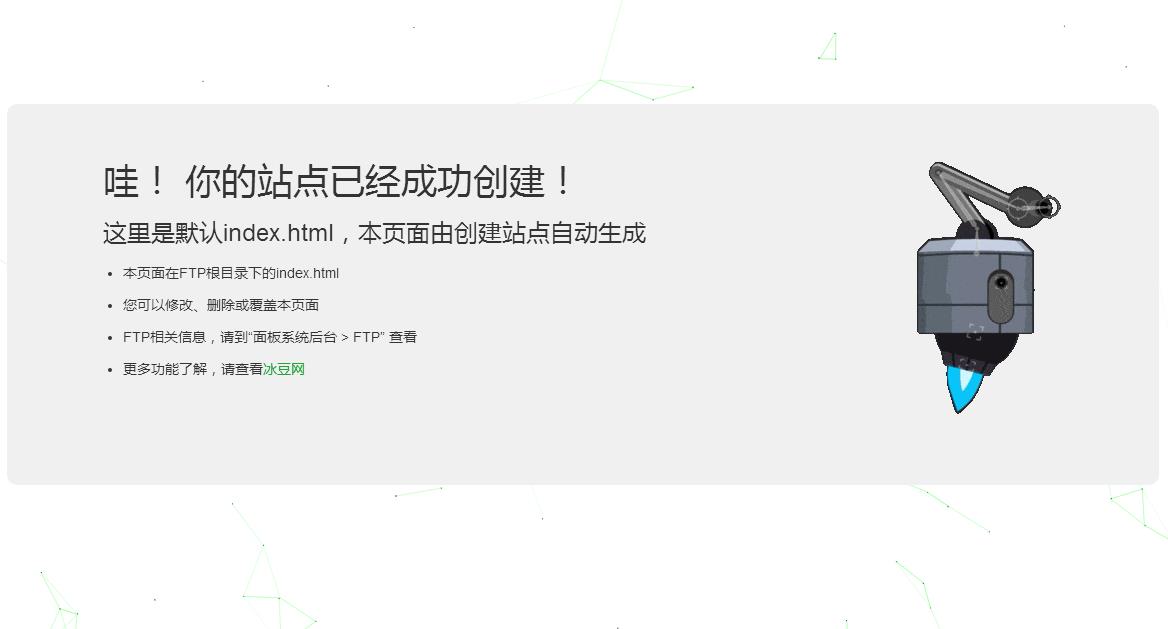 哇！ 你的站点已经成功创建！
这里是默认index.html，本页面由创建站点自动生成
本页面在FTP根目录下的index.html
您可以修改、删除或覆盖本页面
FTP相关信息，请到“面板系统后台 > FTP” 查看
更多功能了解，请查看冰豆网